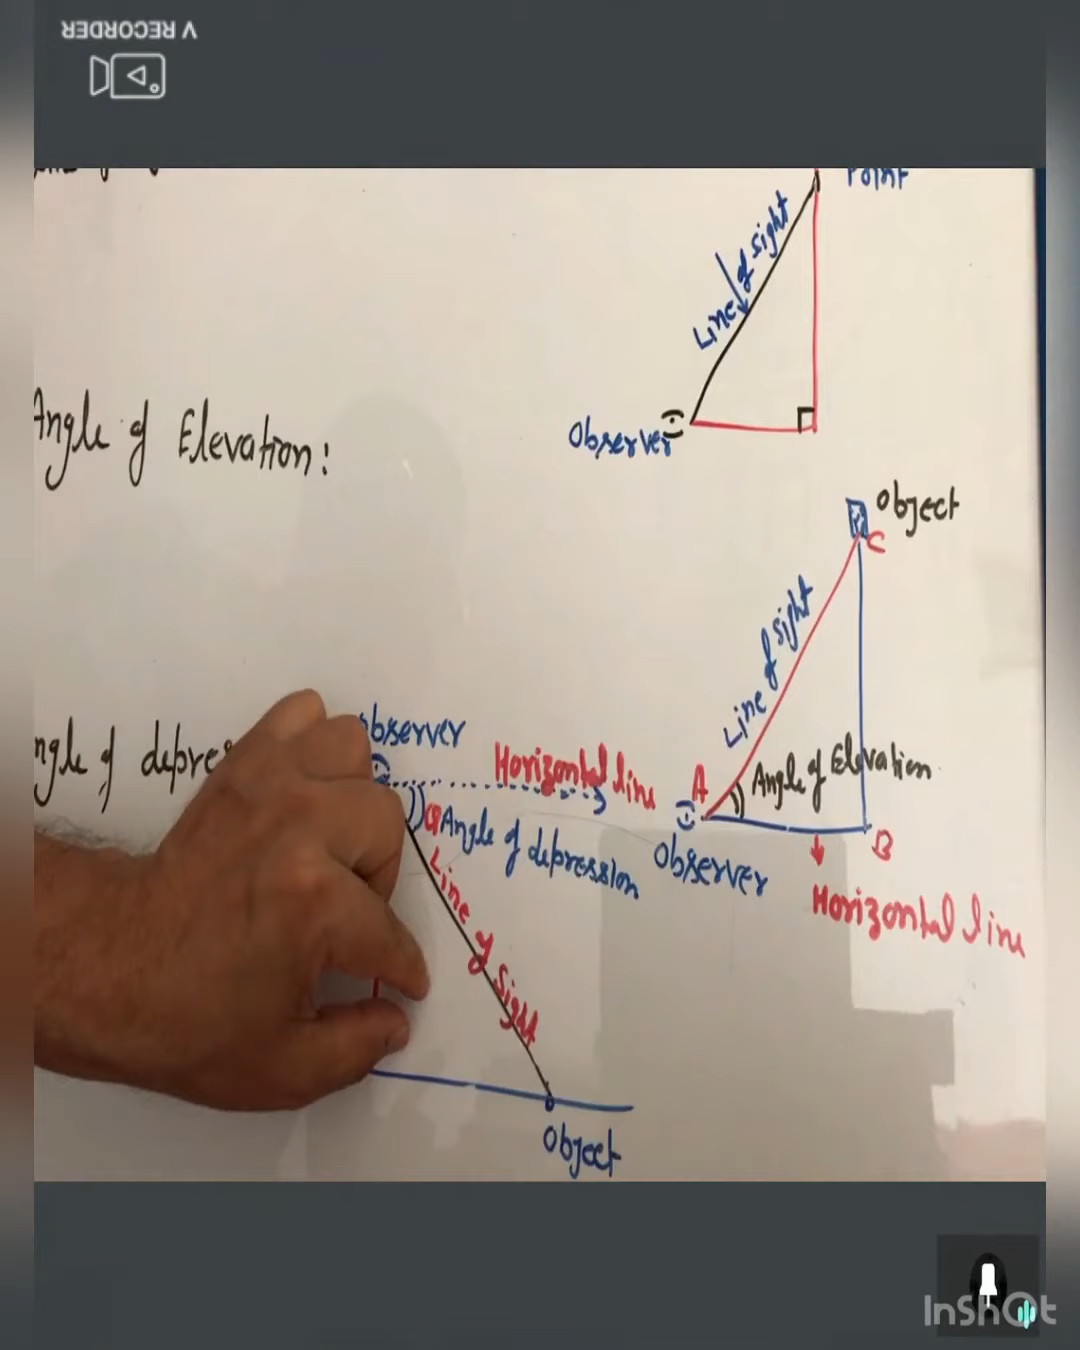 V RECORDER
Point
Line of sight
Observer
Angle of Elevation:
Object
C
Line of sight
A
Angle of Elevation
Observer
B
Horizontal line
Observer
Horizontal line
Angle of depression
Line of sight
Object
InShOt